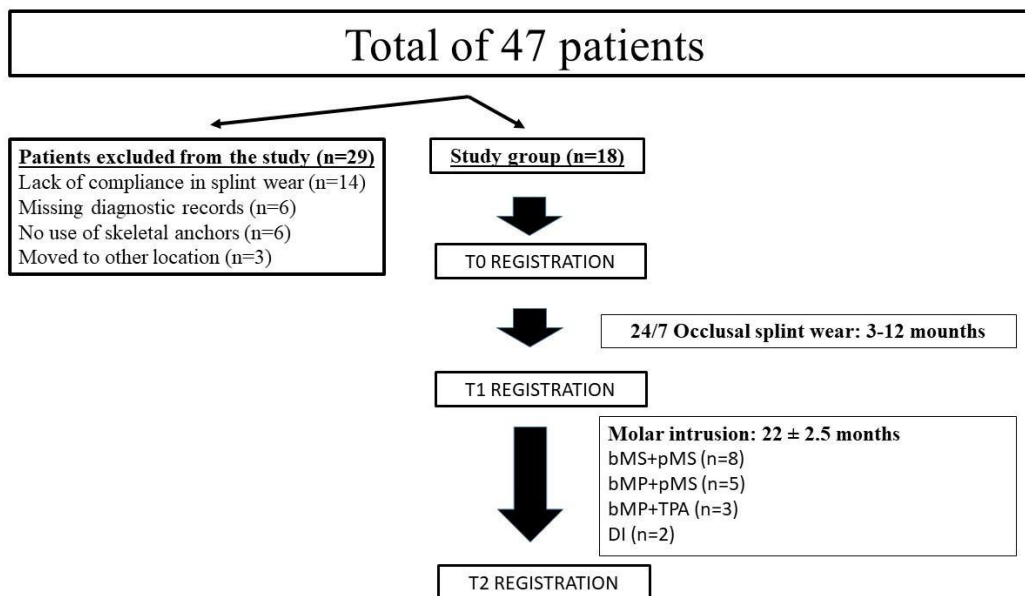 Total of 47 patients
Patients excluded from the study (n=29)
Lack of compliance in splint wear (n=14)
Missing diagnostic records (n=6)
No use of skeletal anchors (n=6)
Moved to other location (n=3)
Study group (n=18)
T0 REGISTRATION
24/7 Occlusal splint wear: 3-12 mounths
T1 REGISTRATION
Molar intrusion: 22 ± 2.5 months
bMS+pMS (n=8)
bMP+pMS (n=5)
bMP+TPA (n=3)
DI (n=2)
T2 REGISTRATION